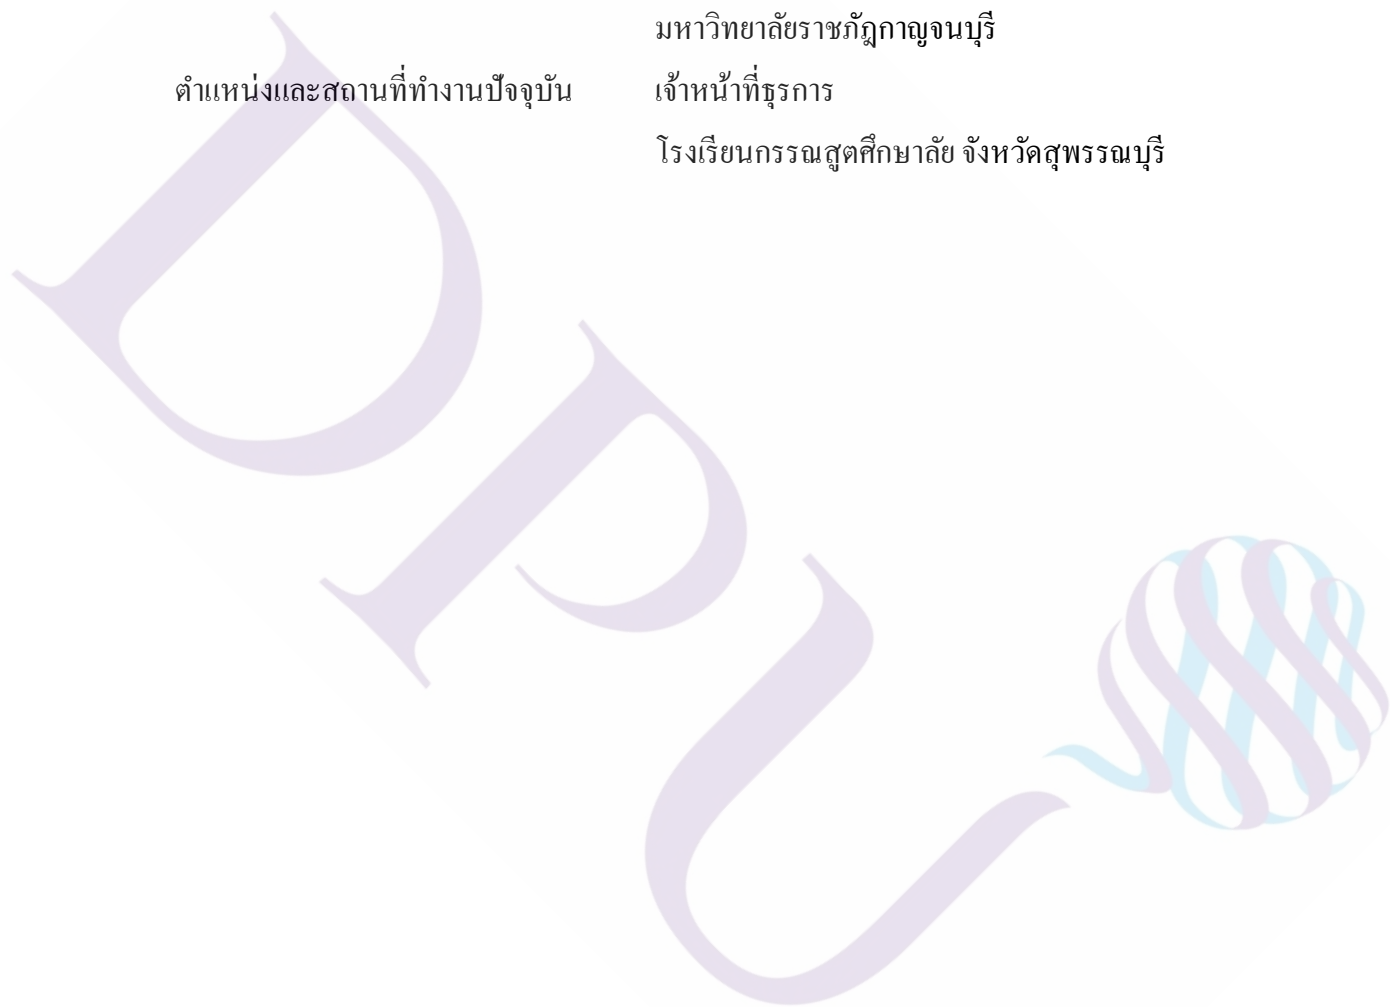 มหาวิทยาลัยราชภัฎกาญจนบุรี
ตำแหน่งและสถานที่ทำงานปัจจุบัน เจ้าหน้าที่ธุรการ
โรงเรียนกรรณสูตศึกษาลัย จังหวัดสุพรรณบุรี
DPU